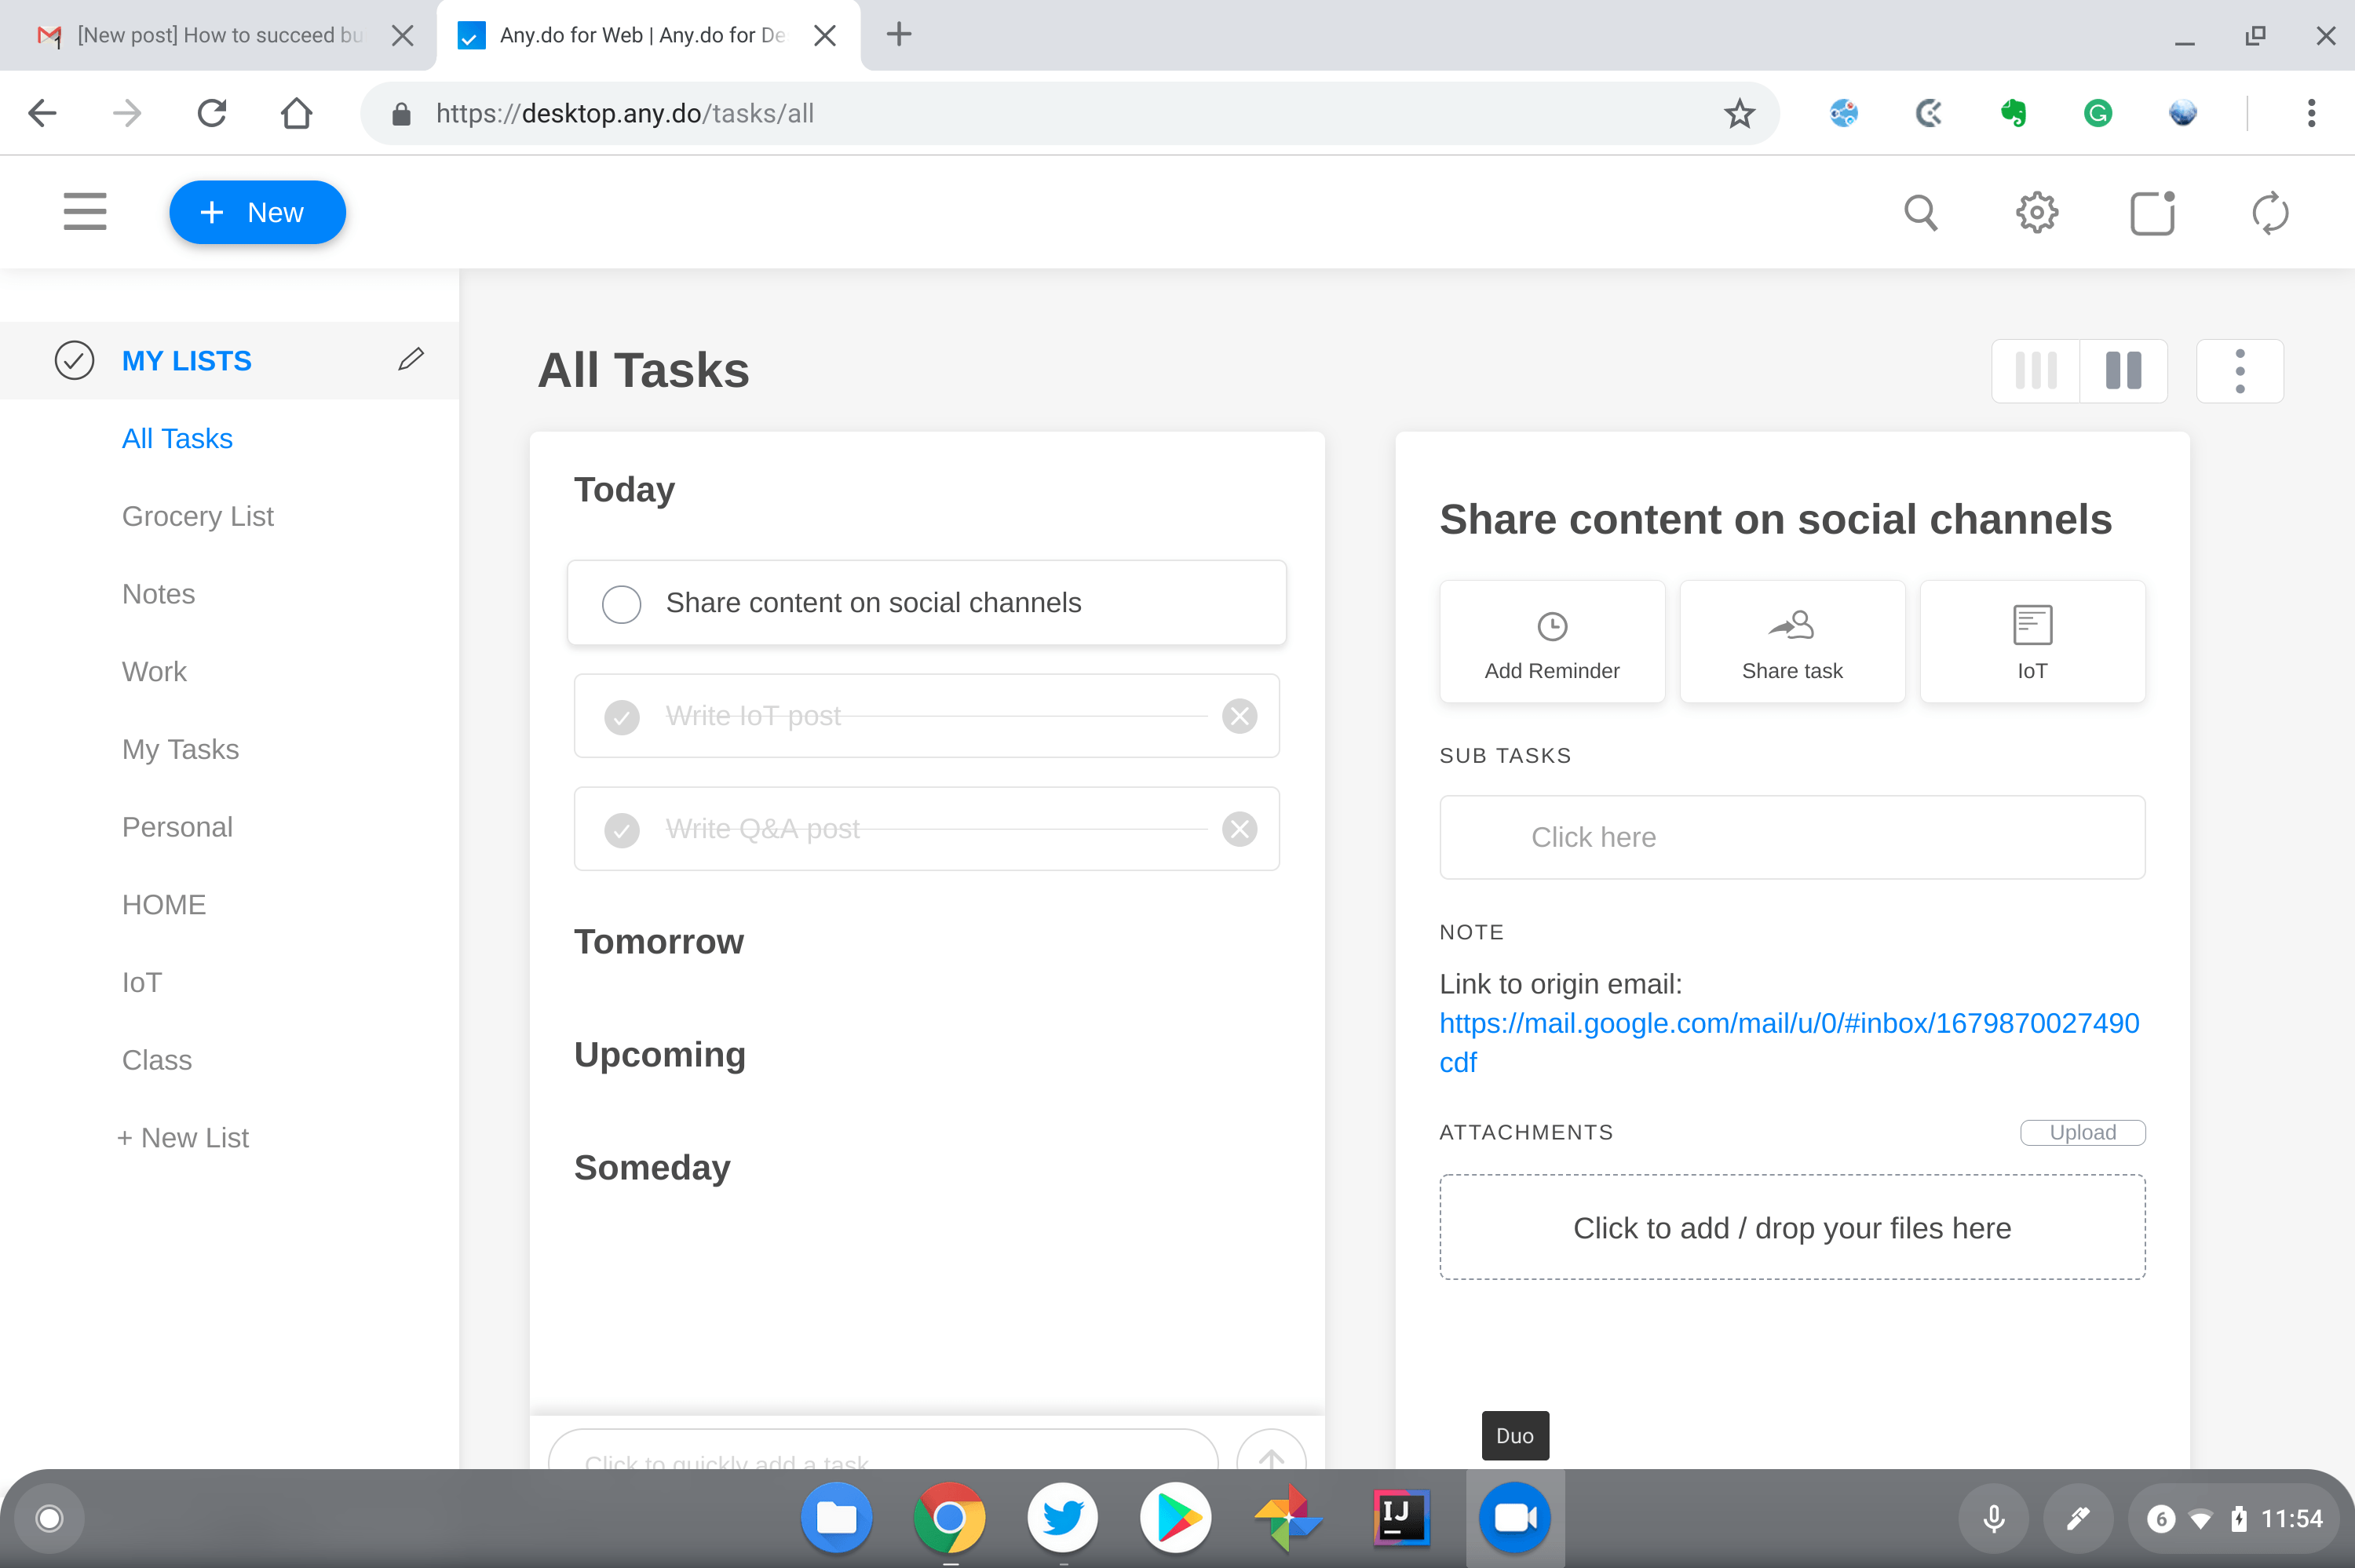 [New post] How to succeed bu
Any.do for Web | Any.do for De
https://desktop.any.do/tasks/all
New
MY LISTS
All Tasks
Grocery List
Notes
Work
My Tasks
Personal
HOME
IoT
Class
+ New List
All Tasks
Today
Share content on social channels
Write IoT post
Write Q&A post
Tomorrow
Upcoming
Someday
Click to quickly add a task
Share content on social channels
Add Reminder
Share task
IoT
SUB TASKS
Click here
NOTE
Link to origin email:
https://mail.google.com/mail/u/0/#inbox/1679870027490
cdf
ATTACHMENTS
Upload
Click to add / drop your files here
Duo
IJ
6
11:54